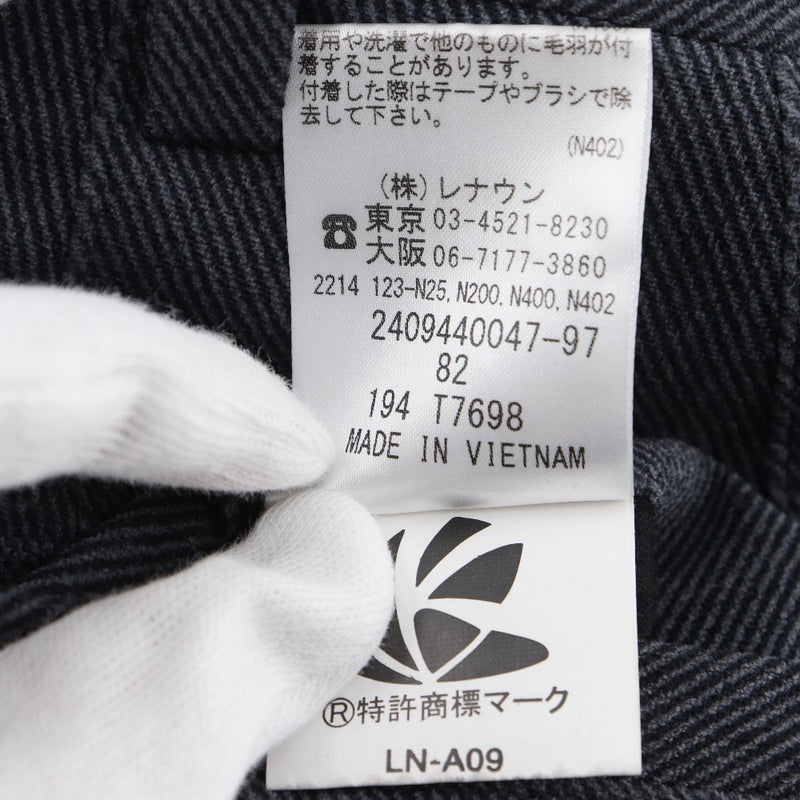 着用や洗濯で他のものに毛羽が付
着することがあります。
付着した際はテープやブラシで除
去して下さい。
(N402)
(株)レナウン
☎東京 03-4521-8230
大阪 06-7177-3860
2214 123-N25, N200, N400, N402
2409440047-97
82
194 T7698
MADE IN VIETNAM
®特許商標マーク
LN-A09